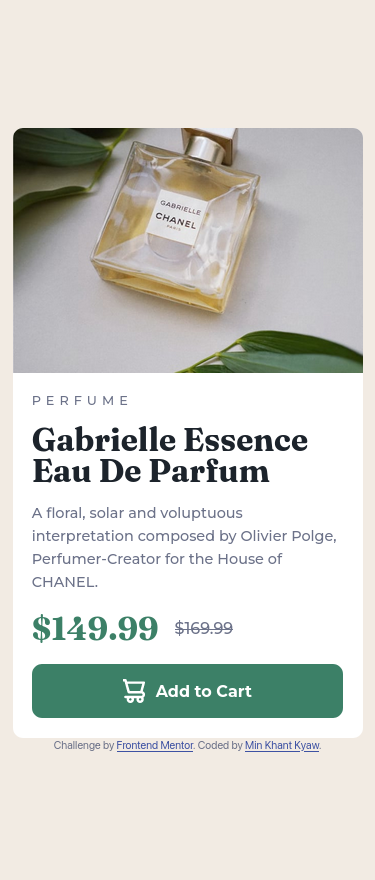 GABRIELLE
CHANEL
PARIS
PERFUME
Gabrielle Essence
Eau De Parfum
A floral, solar and voluptuous
interpretation composed by Olivier Polge,
Perfumer-Creator for the House of
CHANEL.
$149.99 $169.99
Add to Cart
Challenge by Frontend Mentor. Coded by Min Khant Kyaw.